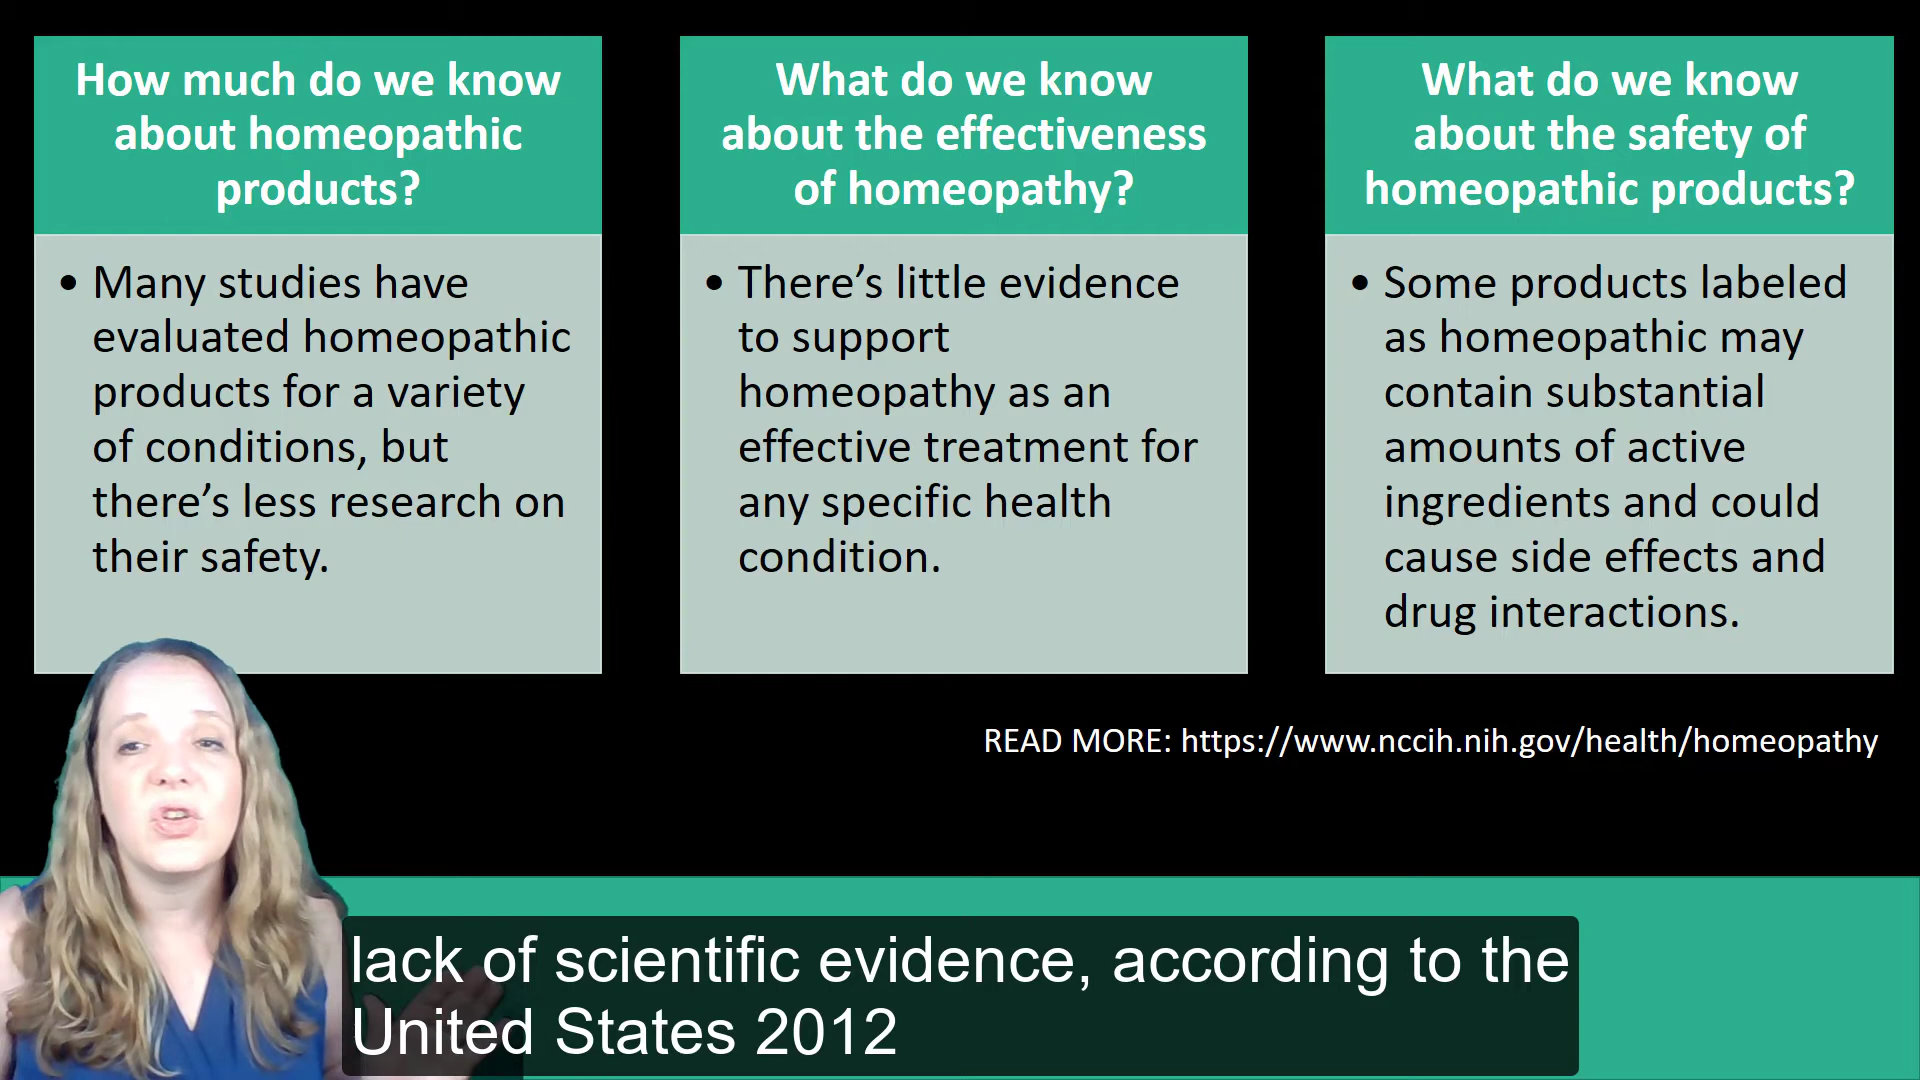 How much do we know
about homeopathic
products?
• Many studies have
evaluated homeopathic
products for a variety
of conditions, but
there’s less research on
their safety.
What do we know
about the effectiveness
of homeopathy?
• There’s little evidence
to support
homeopathy as an
effective treatment for
any specific health
condition.
What do we know
about the safety of
homeopathic products?
• Some products labeled
as homeopathic may
contain substantial
amounts of active
ingredients and could
cause side effects and
drug interactions.
READ MORE: https://www.nccih.nih.gov/health/homeopathy
lack of scientific evidence, according to the
United States 2012